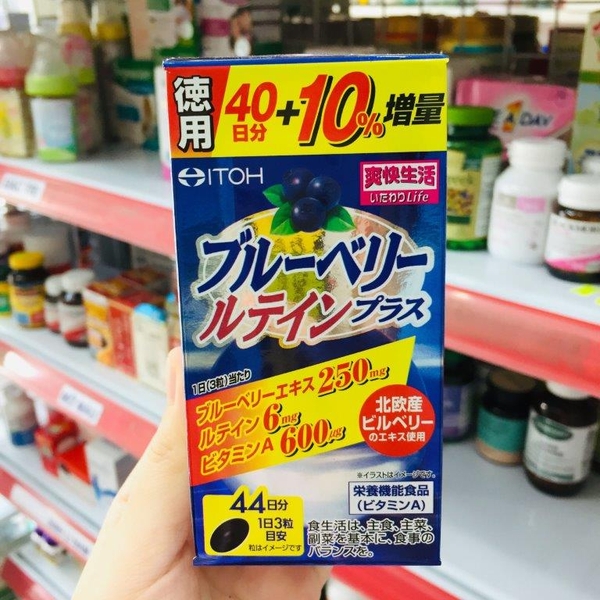 徳用
40日分
+10%増量
ITOH
爽快生活
いたわりLife
ブルーベリー
ルテインプラス
1日(3粒)当たり
ブルーベリーエキス 250mg
ルテイン 6mg
ビタミンA 600μg
北欧産
ビルベリー
のエキス使用
※イラストはイメージです。
栄養機能食品
(ビタミンA)
44日分
1日3粒
目安
粒はイメージです
食生活は、主食、主菜、
副菜を基本に、食事の
バランスを。
A DAY